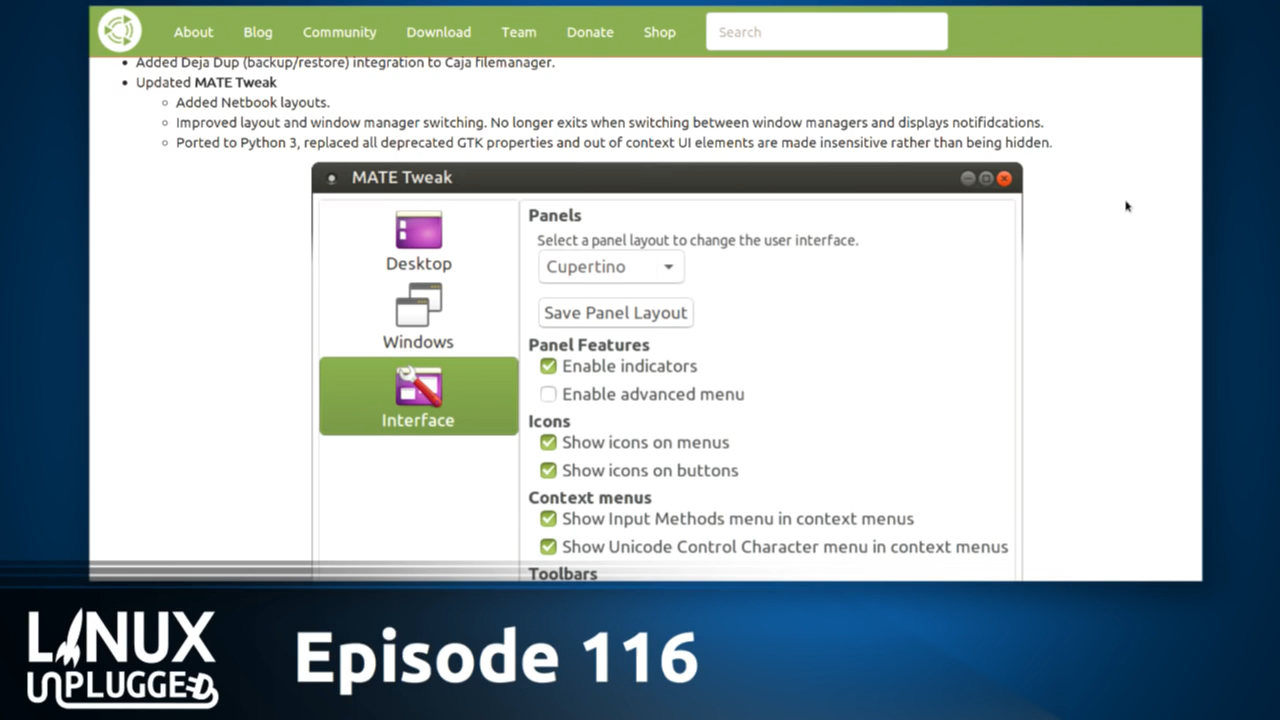 About Blog Community Download Team Donate Shop Search
Added Deja Dup (backup/restore) integration to Caja filemanager.
Updated MATE Tweak
Added Netbook layouts.
Improved layout and window manager switching. No longer exits when switching between window managers and displays notifidcations.
Ported to Python 3, replaced all deprecated GTK properties and out of context UI elements are made insensitive rather than being hidden.
MATE Tweak
Desktop
Windows
Interface
Panels
Select a panel layout to change the user interface.
Cupertino
Save Panel Layout
Panel Features
Enable indicators
Enable advanced menu
Icons
Show icons on menus
Show icons on buttons
Context menus
Show Input Methods menu in context menus
Show Unicode Control Character menu in context menus
Toolbars
LINUX
UNPLUGGED
Episode 116